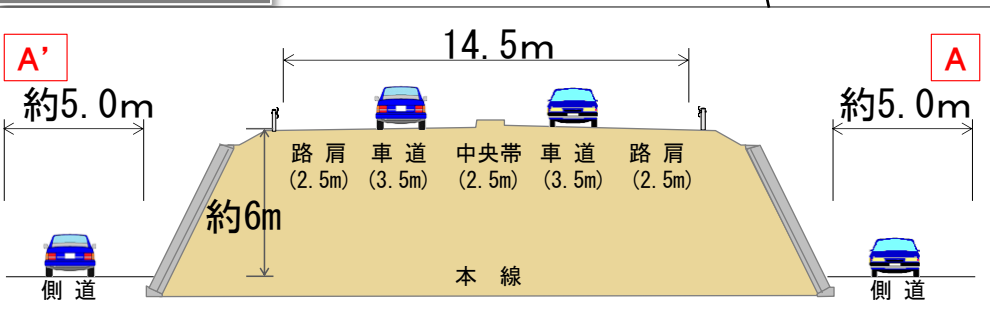 14.5m
A’
A
約5.0m
約5.0m
路肩 車道 中央帯 車道 路肩
(2.5m) (3.5m) (2.5m) (3.5m) (2.5m)
約6m
本線
側道
側道